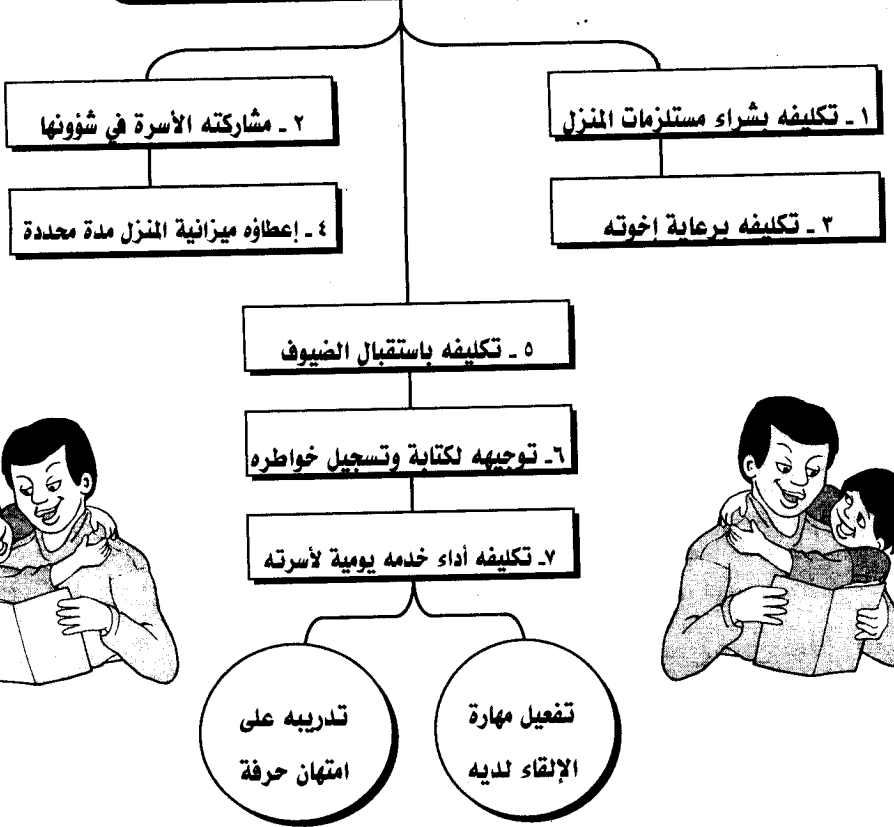 ١ ـ تكليفه بشراء مستلزمات المنزل
٢ ـ مشاركته الأسرة في شؤونها
٣ ـ تكليفه برعاية إخوته
٤ ـ إعطاؤه ميزانية المنزل مدة محددة
٥ ـ تكليفه باستقبال الضيوف
٦ـ توجيهه لكتابة وتسجيل خواطره
٧ـ تكليفه أداء خدمه يومية لأسرته
تفعيل مهارة
الإلقاء لديه
تدريبه على
امتهان حرفة